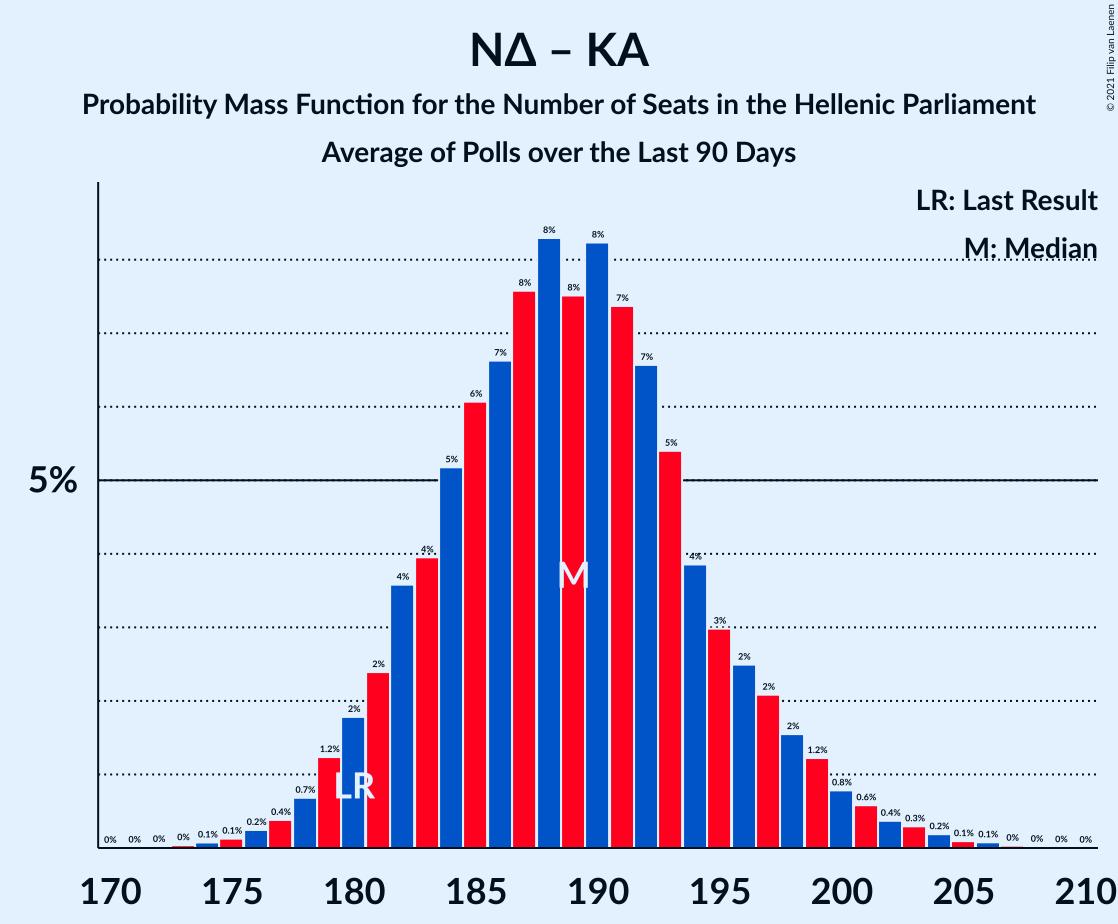 NΔ – KA
Probability Mass Function for the Number of Seats in the Hellenic Parliament
Average of Polls over the Last 90 Days
© 2021 Filip van Laenen
LR: Last Result
M: Median
5%
0% 0% 0% 0% 0.1% 0.1% 0.2% 0.4% 0.7% 1.2% 2% 2% 4% 4% 5% 6% 7% 8% 8% 8% 8% 7% 7% 5% 4% 3% 2% 2% 2% 1.2% 0.8% 0.6% 0.4% 0.3% 0.2% 0.1% 0.1% 0% 0% 0% 0%
M
LR
170 175 180 185 190 195 200 205 210